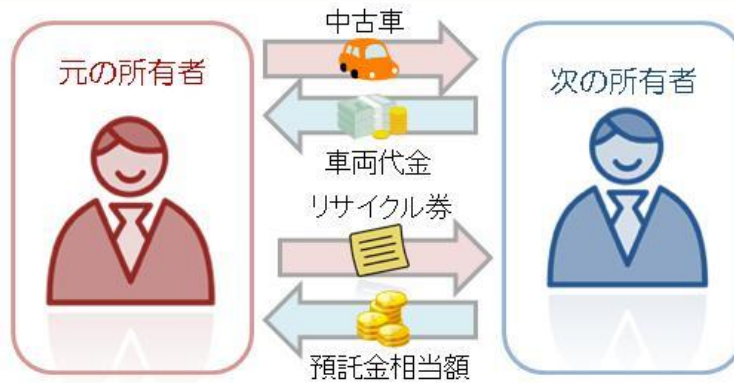 中古車
元の所有者
次の所有者
車両代金
リサイクル券
預託金相当額